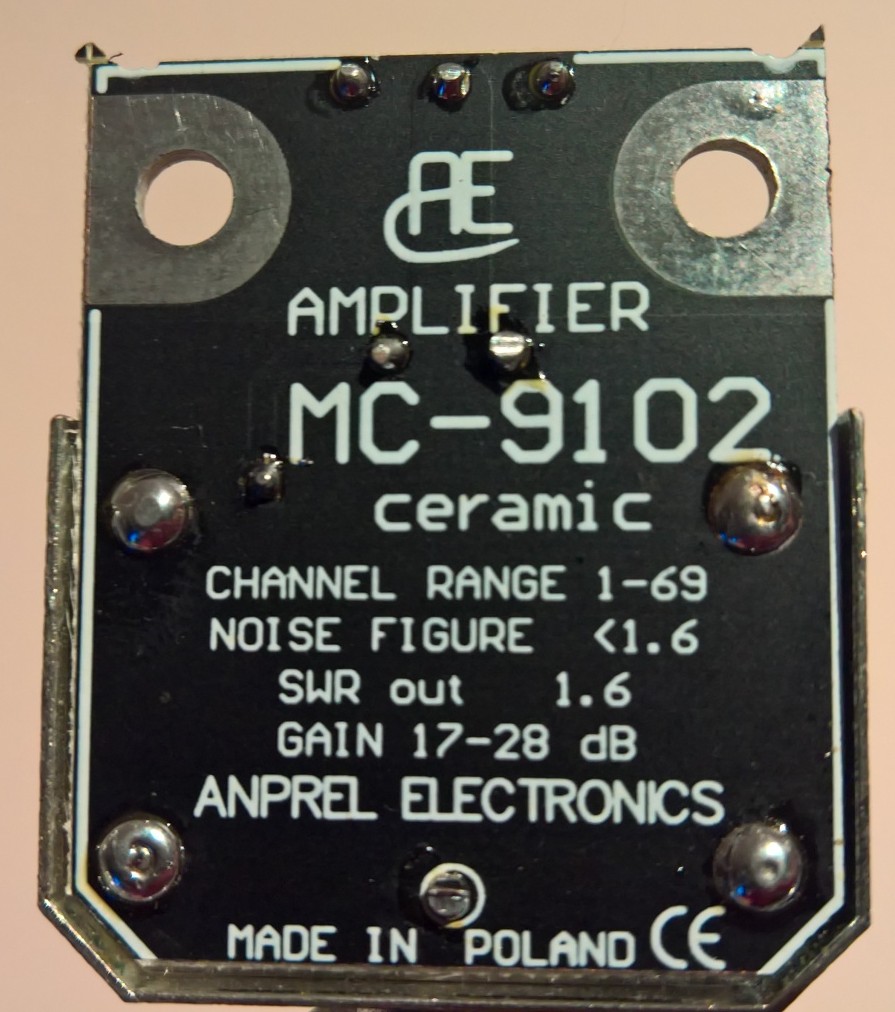 AE
AMPLIFIER
MC-9102
ceramic
CHANNEL RANGE 1-69
NOISE FIGURE <1.6
SWR out 1.6
GAIN 17-28 dB
ANPREL ELECTRONICS
MADE IN POLAND CE